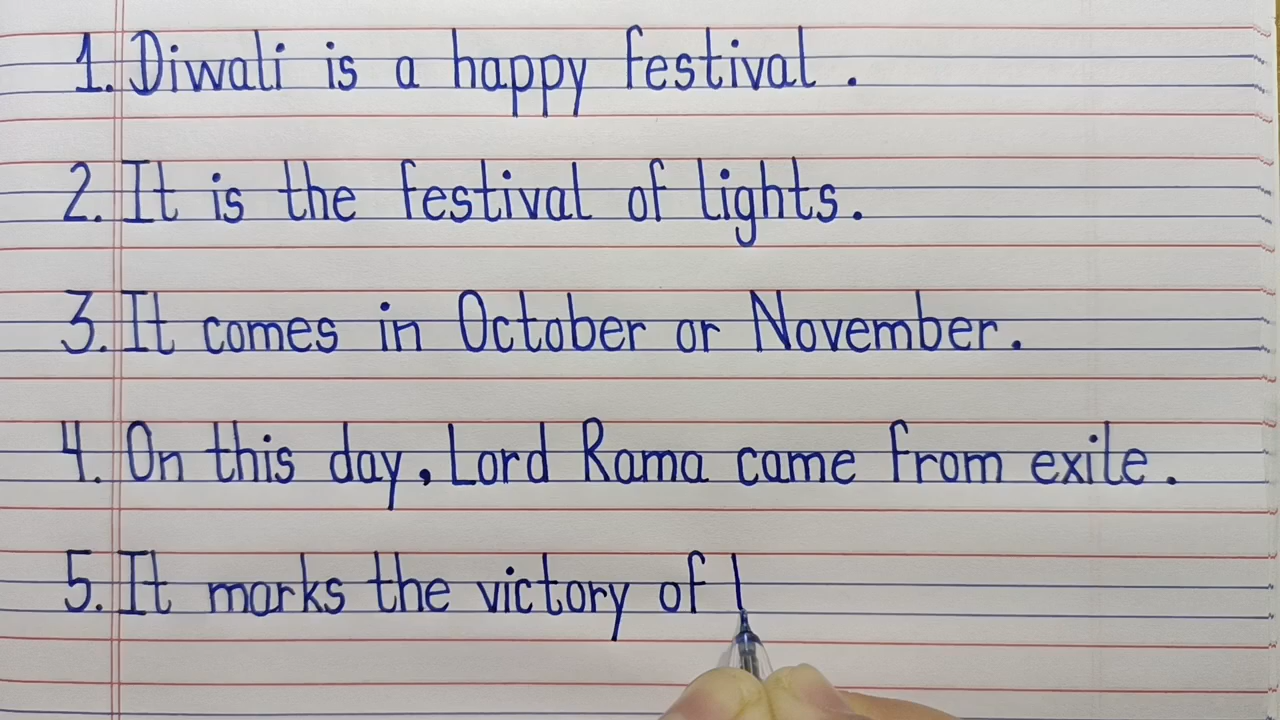 1. Diwali is a happy festival.
2. It is the festival of lights.
3. It comes in October or November.
4. On this day, Lord Rama came from exile.
5. It marks the victory of l